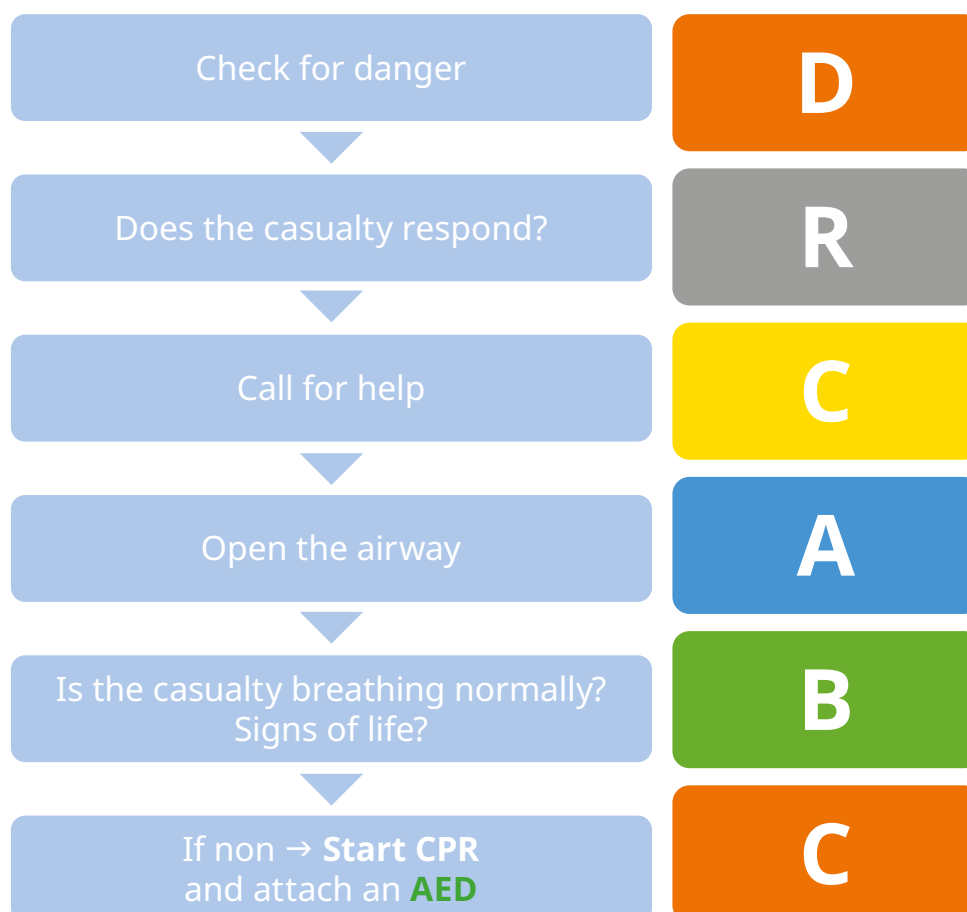 Check for danger
D
Does the casualty respond?
R
Call for help
C
Open the airway
A
Is the casualty breathing normally?
Signs of life?
B
If non → Start CPR
and attach an AED
C